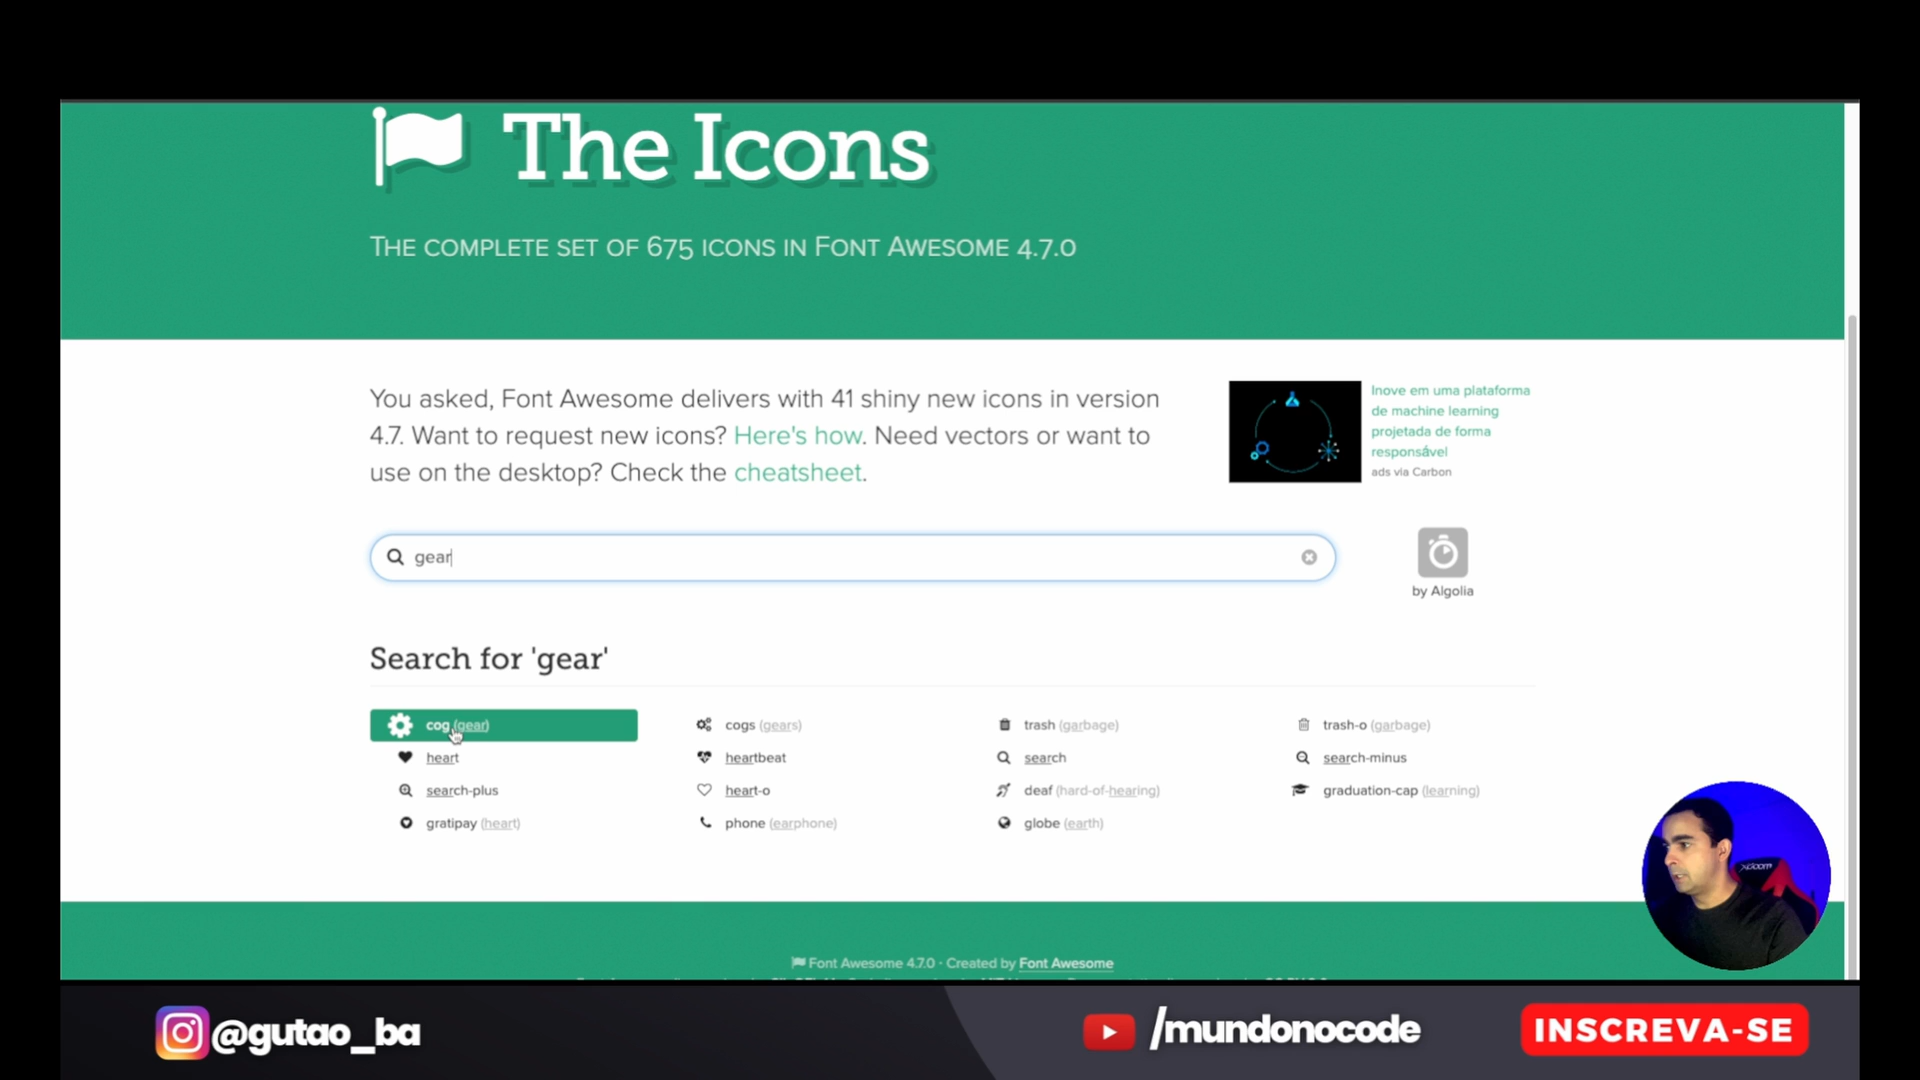 The Icons
THE COMPLETE SET OF 675 ICONS IN FONT AWESOME 4.7.0
You asked, Font Awesome delivers with 41 shiny new icons in version
4.7. Want to request new icons? Here's how. Need vectors or want to
use on the desktop? Check the cheatsheet.
Inove em uma plataforma
de machine learning
projetada de forma
responsável
ads via Carbon
gear
by Algolia
Search for 'gear'
cog (gear)
cogs (gears)
trash (garbage)
trash-o (garbage)
heart
heartbeat
search
search-minus
search-plus
heart-o
deaf (hard-of-hearing)
graduation-cap (learning)
gratipay (heart)
phone (earphone)
globe (earth)
Font Awesome 4.7.0 · Created by Font Awesome
@gutao_ba
/mundonocode
INSCREVA-SE